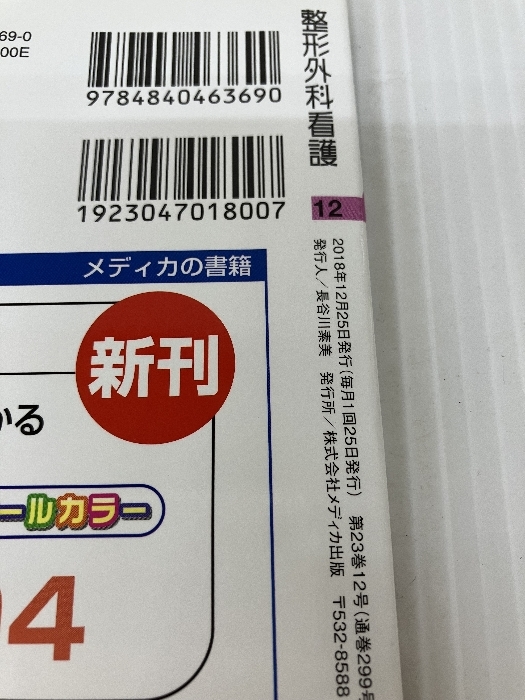 69-0
00E
9784840463690
1923047018007
整形外科看護
12
2018年12月25日発行(毎月1回25日発行) 第23巻12号(通巻299号
発行人/長谷川素美 発行所/株式会社メディカ出版 〒532-8588
メディカの書籍
新刊
かる
ールカラー
94